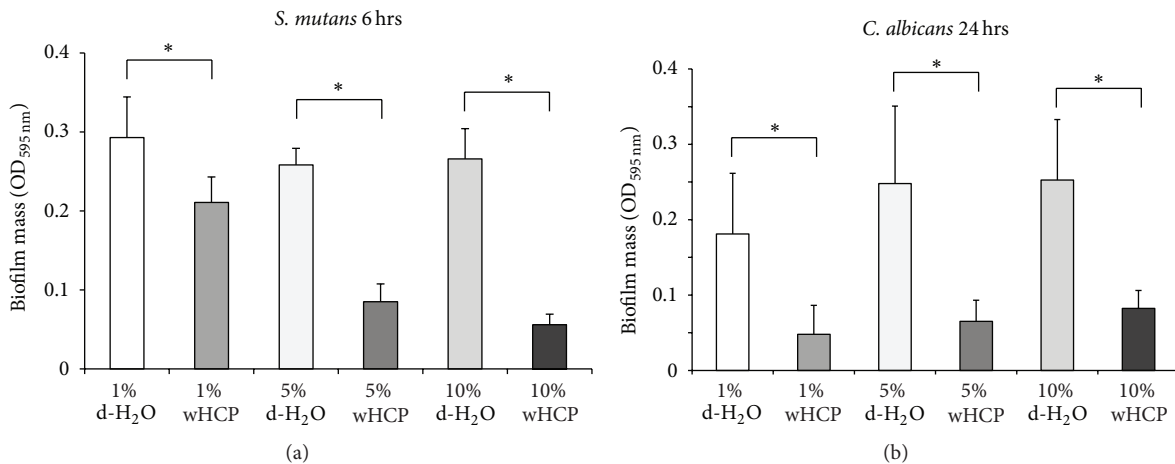 S. mutans 6 hrs
*
*
*
Biofilm mass (OD595 nm)
0.4
0.3
0.2
0.1
0
1% 1% 5% 5% 10% 10%
d-H2O wHCP d-H2O wHCP d-H2O wHCP
(a)
C. albicans 24 hrs
*
*
*
Biofilm mass (OD595 nm)
0.4
0.3
0.2
0.1
0
1% 1% 5% 5% 10% 10%
d-H2O wHCP d-H2O wHCP d-H2O wHCP
(b)